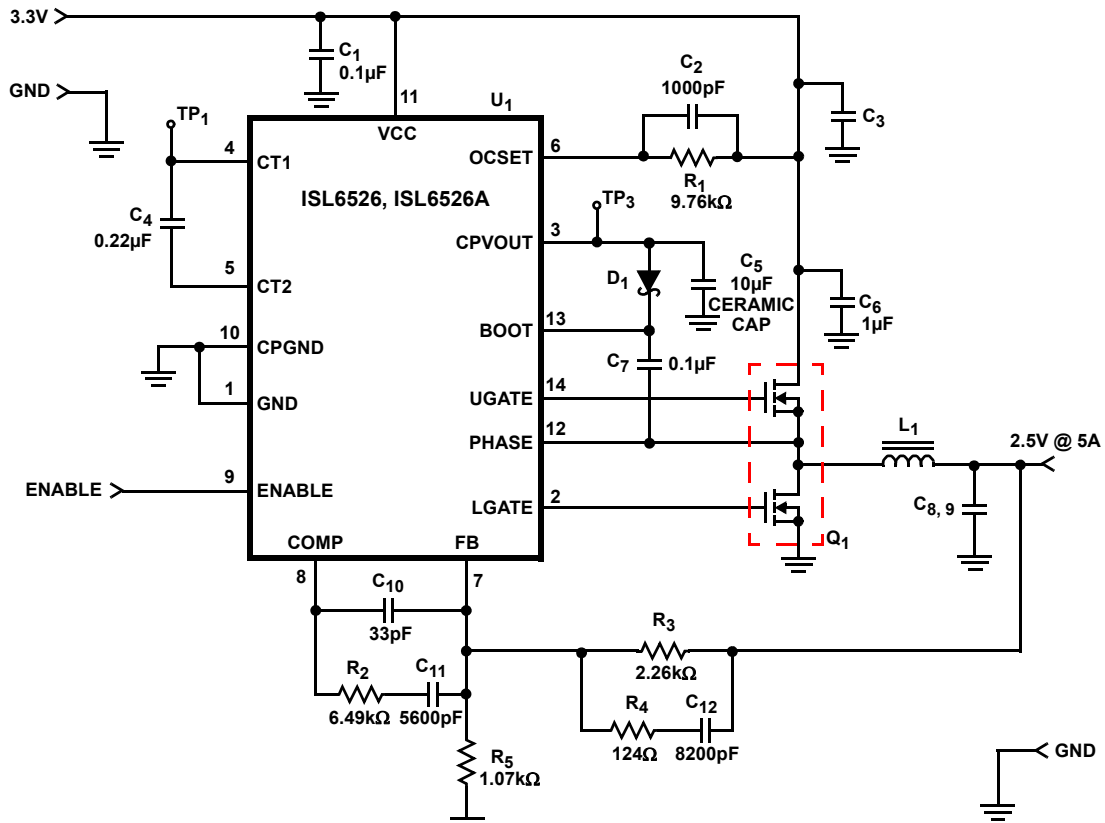 3.3V
C1
0.1µF
GND
TP1
11
VCC
U1
C2
1000pF
C3
4
CT1
OCSET
6
R1
9.76kΩ
ISL6526, ISL6526A
C4
0.22µF
TP3
3
CPVOUT
5
CT2
D1
C5
10µF
CERAMIC
CAP
C6
1µF
10
CPGND
BOOT
13
C7
0.1µF
1
GND
UGATE
14
PHASE
12
L1
2.5V @ 5A
ENABLE
9
ENABLE
LGATE
2
C8, 9
Q1
COMP
FB
8
7
C10
33pF
R3
2.26kΩ
R2
6.49kΩ
C11
5600pF
R4
124Ω
C12
8200pF
R5
1.07kΩ
GND